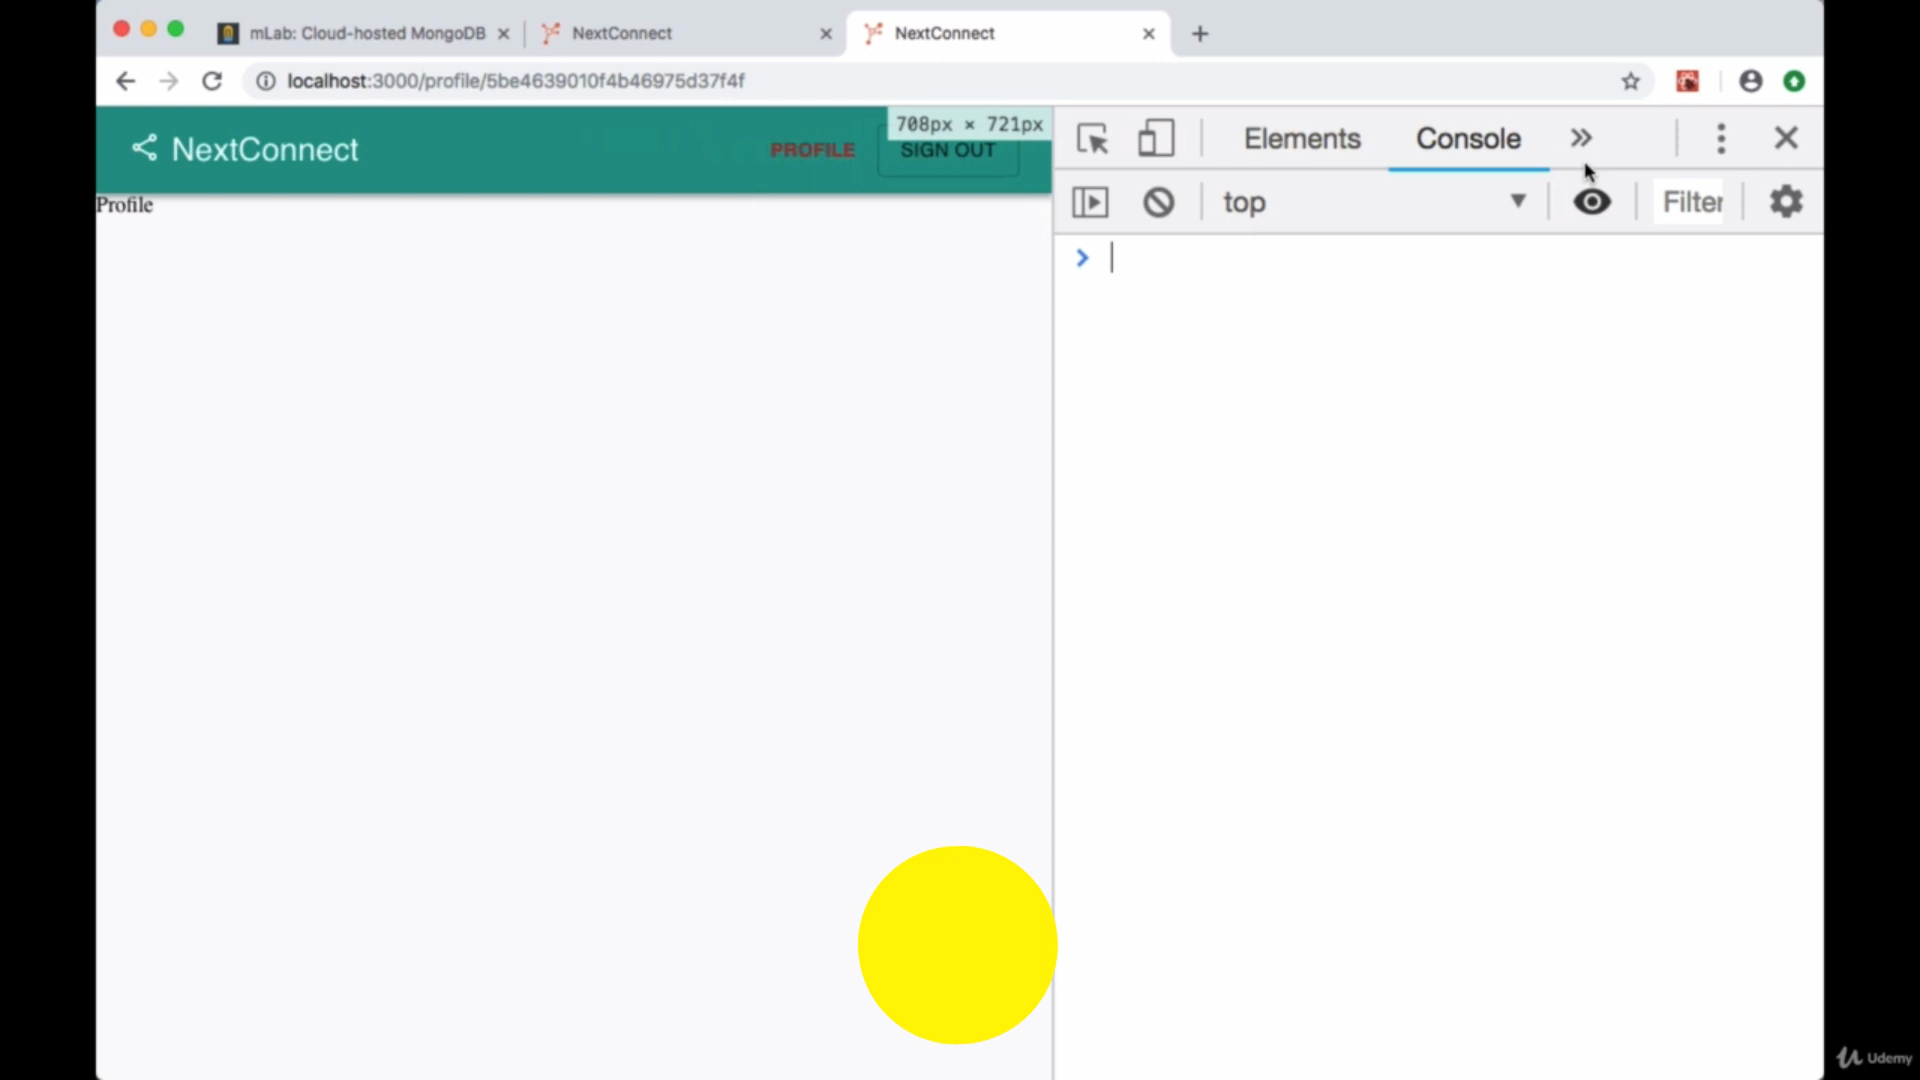 mLab: Cloud-hosted MongoDB
NextConnect
NextConnect
localhost:3000/profile/5be4639010f4b46975d37f4f
NextConnect
PROFILE
SIGN OUT
708px × 721px
Profile
Elements
Console
top
Filter
Udemy